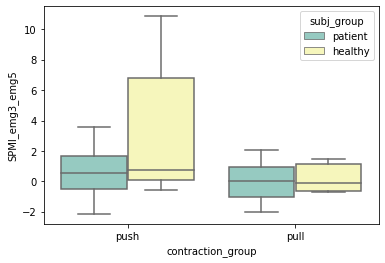 SPMI_emg3_emg5
10
8
6
4
2
0
−2
subj_group
patient
healthy
push
pull
contraction_group